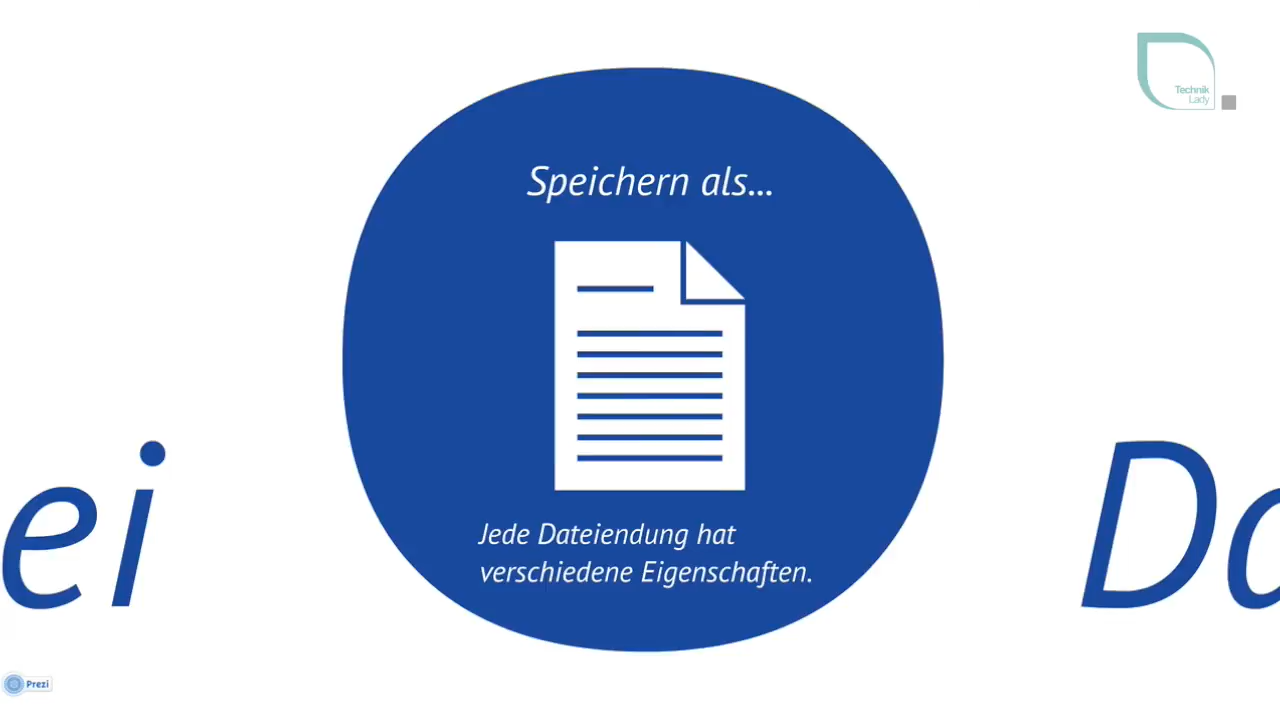 Technik
Lady
Speichern als...
Jede Dateiendung hat
verschiedene Eigenschaften.
ei
Da
Prezi